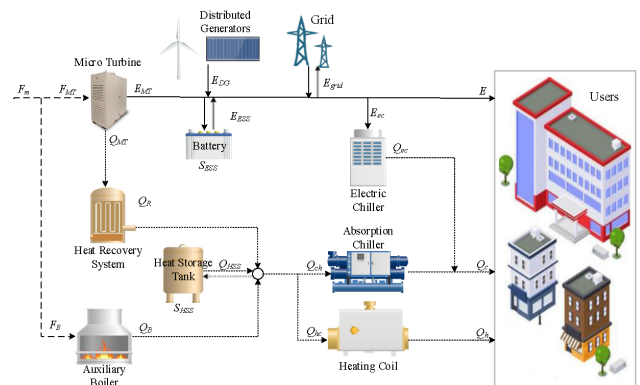 Distributed
Generators
Grid
Micro Turbine
F_m
F_MT
E_MT
E_DG
E_grid
E
Users
E_ESS
E_ec
Q_MT
Battery
S_ESS
Q_ec
Electric
Chiller
Q_R
Heat Recovery
System
Absorption
Chiller
Heat Storage
Tank
Q_HSS
Q_ch
Q_c
S_HSS
F_B
Q_B
Q_hc
Q_h
Auxiliary
Boiler
Heating Coil